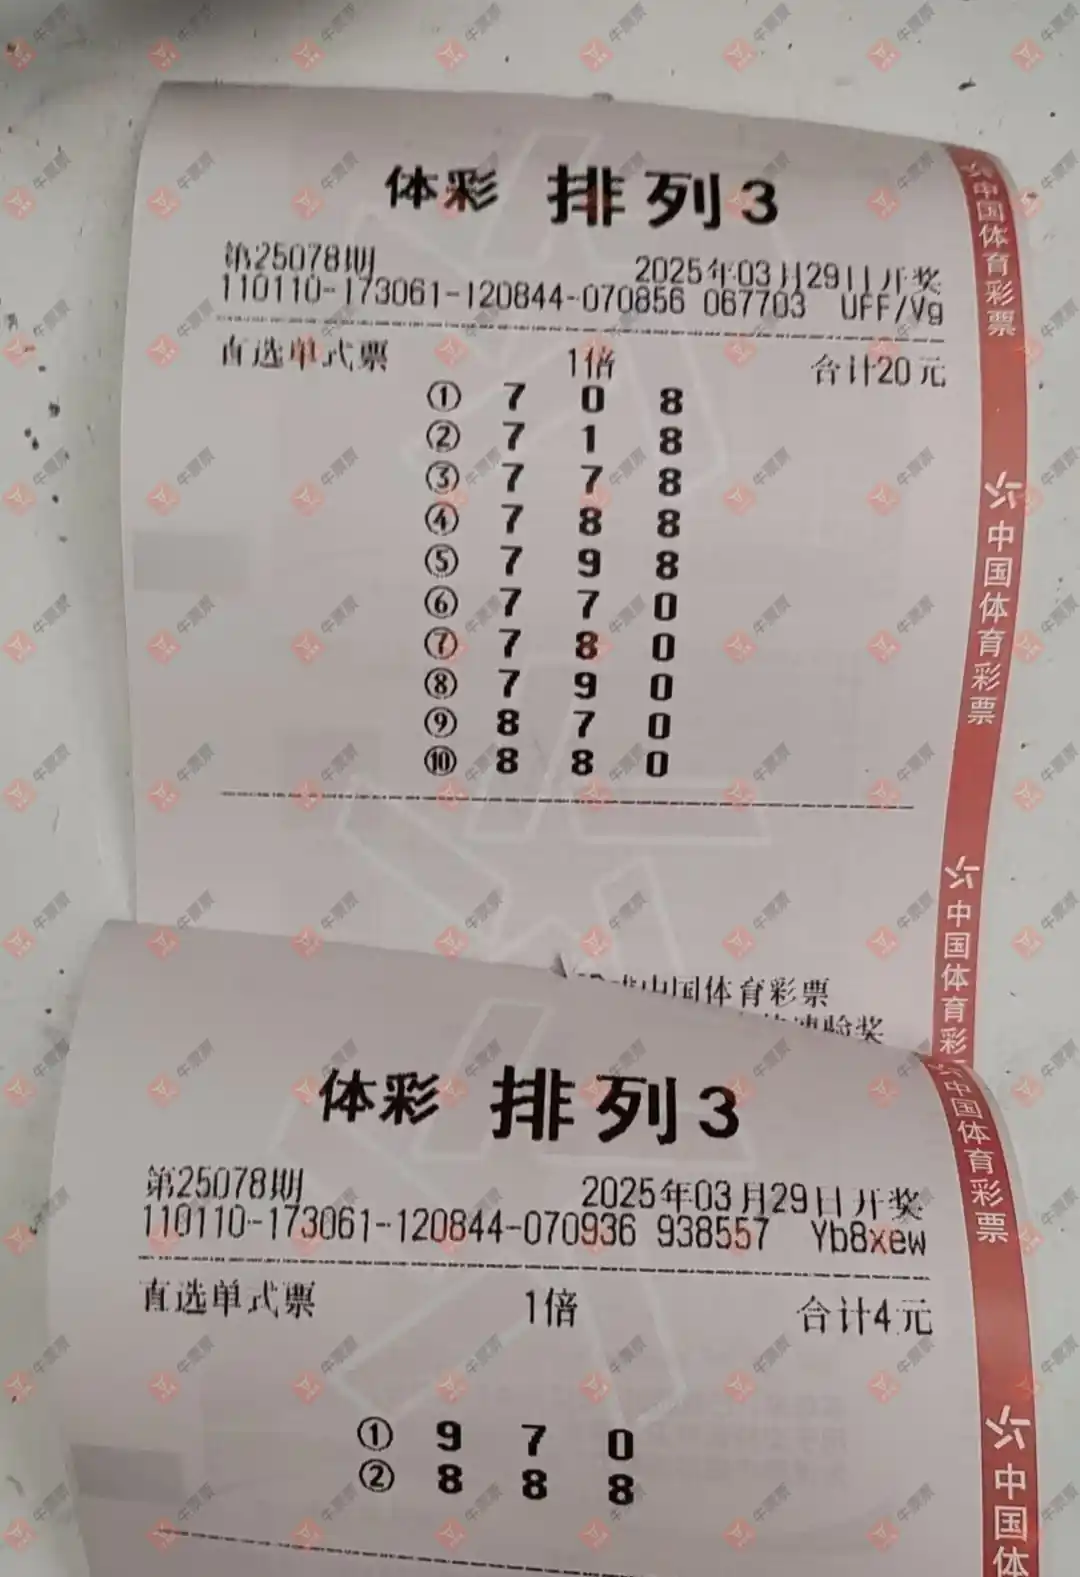 体彩 排列3
第25078期 2025年03月29日开奖
110110-173061-120844-070856 067703 UFF/Vg
直选单式票 1倍 合计20元
① 7 0 8
② 7 1 8
③ 7 7 8
④ 7 8 8
⑤ 7 9 8
⑥ 7 7 0
⑦ 7 8 0
⑧ 7 9 0
⑨ 8 7 0
⑩ 8 8 0
中国体育彩票
验奖
中国体育彩票
中国体育彩票
中国体育彩
体彩 排列3
第25078期 2025年03月29日开奖
110110-173061-120844-070936 938557 Yb8xew
直选单式票 1倍 合计4元
① 9 7 0
② 8 8 8
中国体育彩票
中国体
牛票票